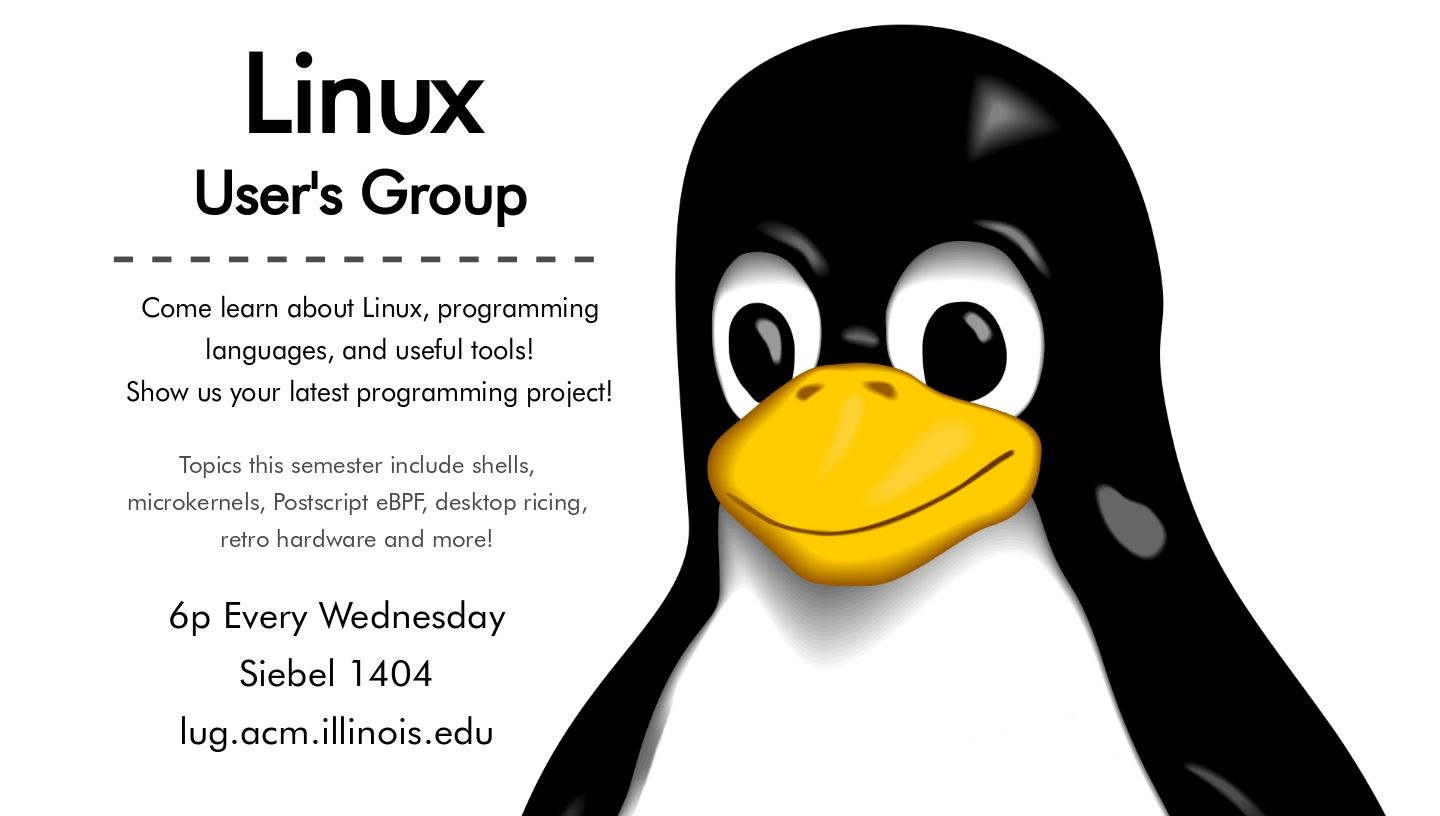 Linux
User's Group
Come learn about Linux, programming
languages, and useful tools!
Show us your latest programming project!
Topics this semester include shells,
microkernels, Postscript eBPF, desktop ricing,
retro hardware and more!
6p Every Wednesday
Siebel 1404
lug.acm.illinois.edu